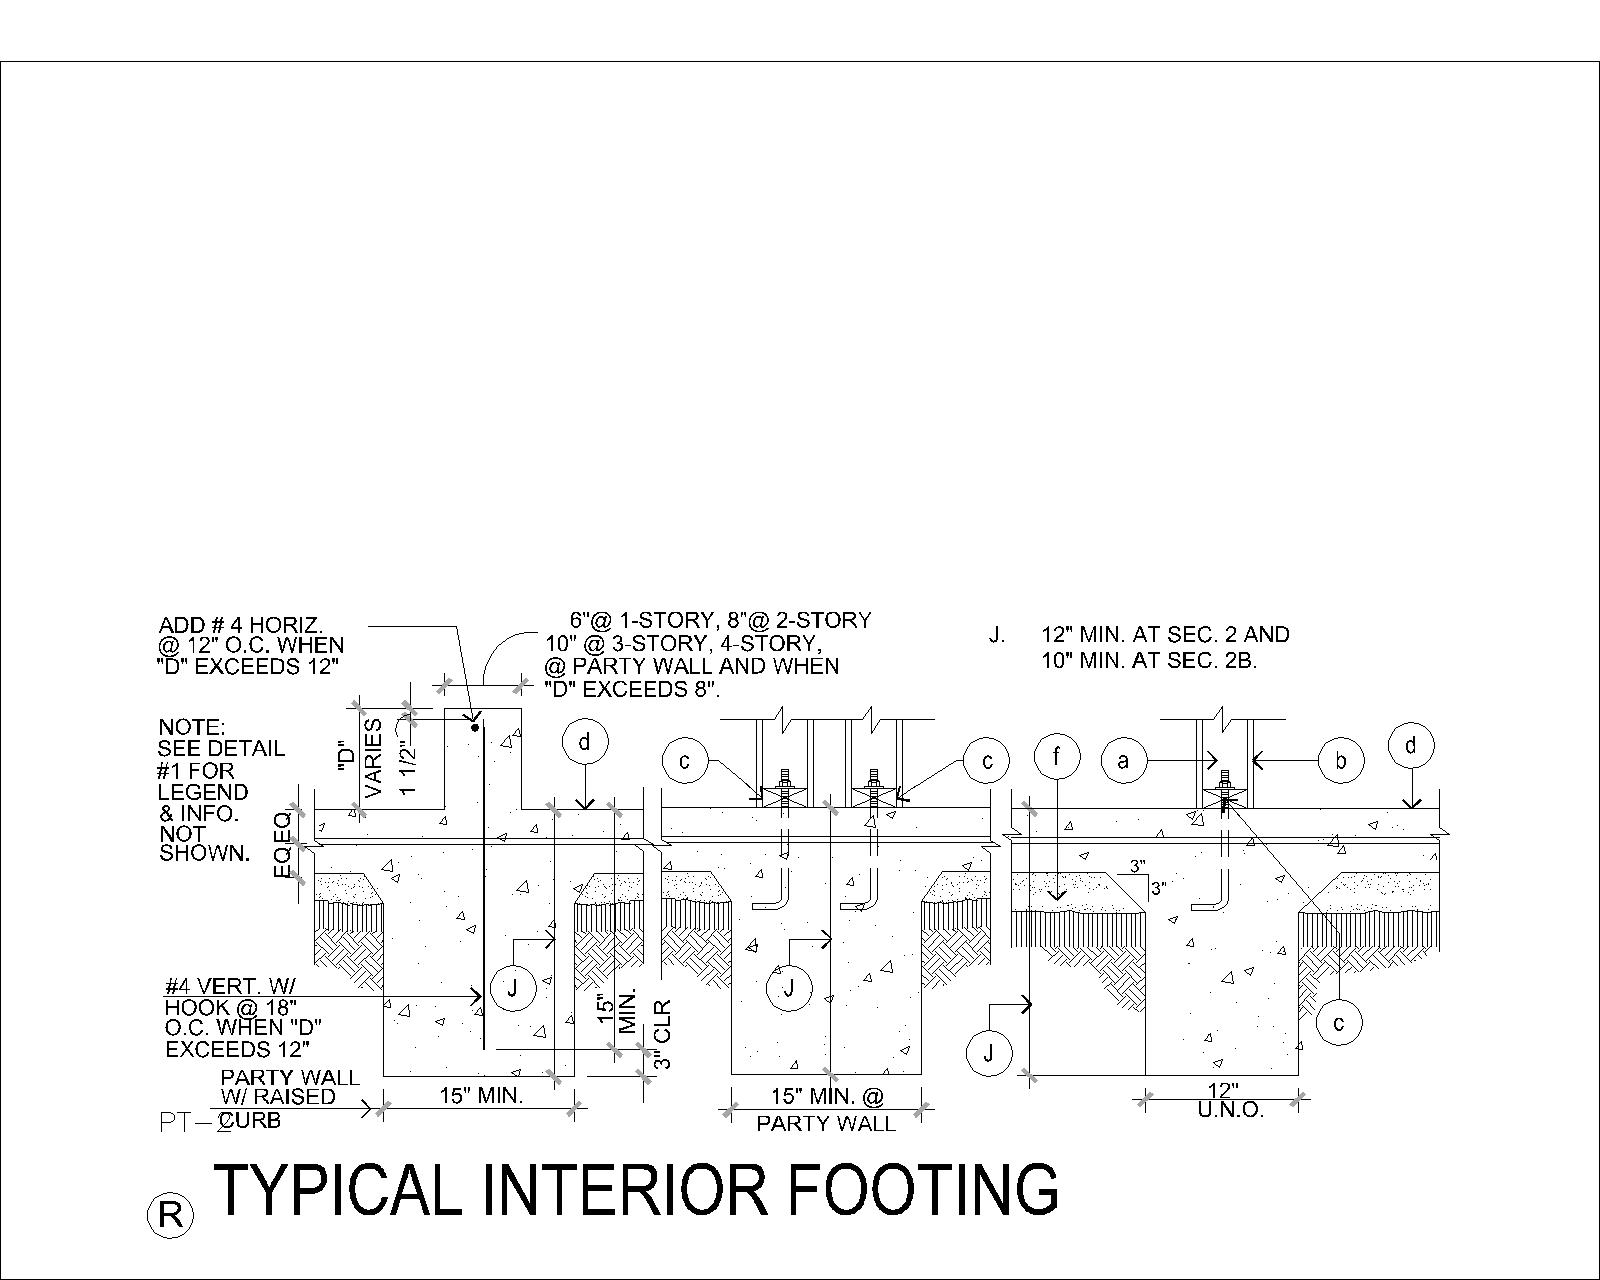 ADD # 4 HORIZ.
@ 12" O.C. WHEN
"D" EXCEEDS 12"
6"@ 1-STORY, 8"@ 2-STORY
10" @ 3-STORY, 4-STORY,
@ PARTY WALL AND WHEN
"D" EXCEEDS 8".
J. 12" MIN. AT SEC. 2 AND
10" MIN. AT SEC. 2B.
NOTE:
SEE DETAIL
#1 FOR
LEGEND
& INFO.
NOT
SHOWN.
"D"
VARIES
1 1/2"
EQ
EQ
d
c
c
f
a
b
d
3"
3"
J
J
J
c
15"
MIN.
3" CLR
#4 VERT. W/
HOOK @ 18"
O.C. WHEN "D"
EXCEEDS 12"
PARTY WALL
W/ RAISED
CURB
PT-2
15" MIN.
15" MIN. @
PARTY WALL
12"
U.N.O.
R
TYPICAL INTERIOR FOOTING